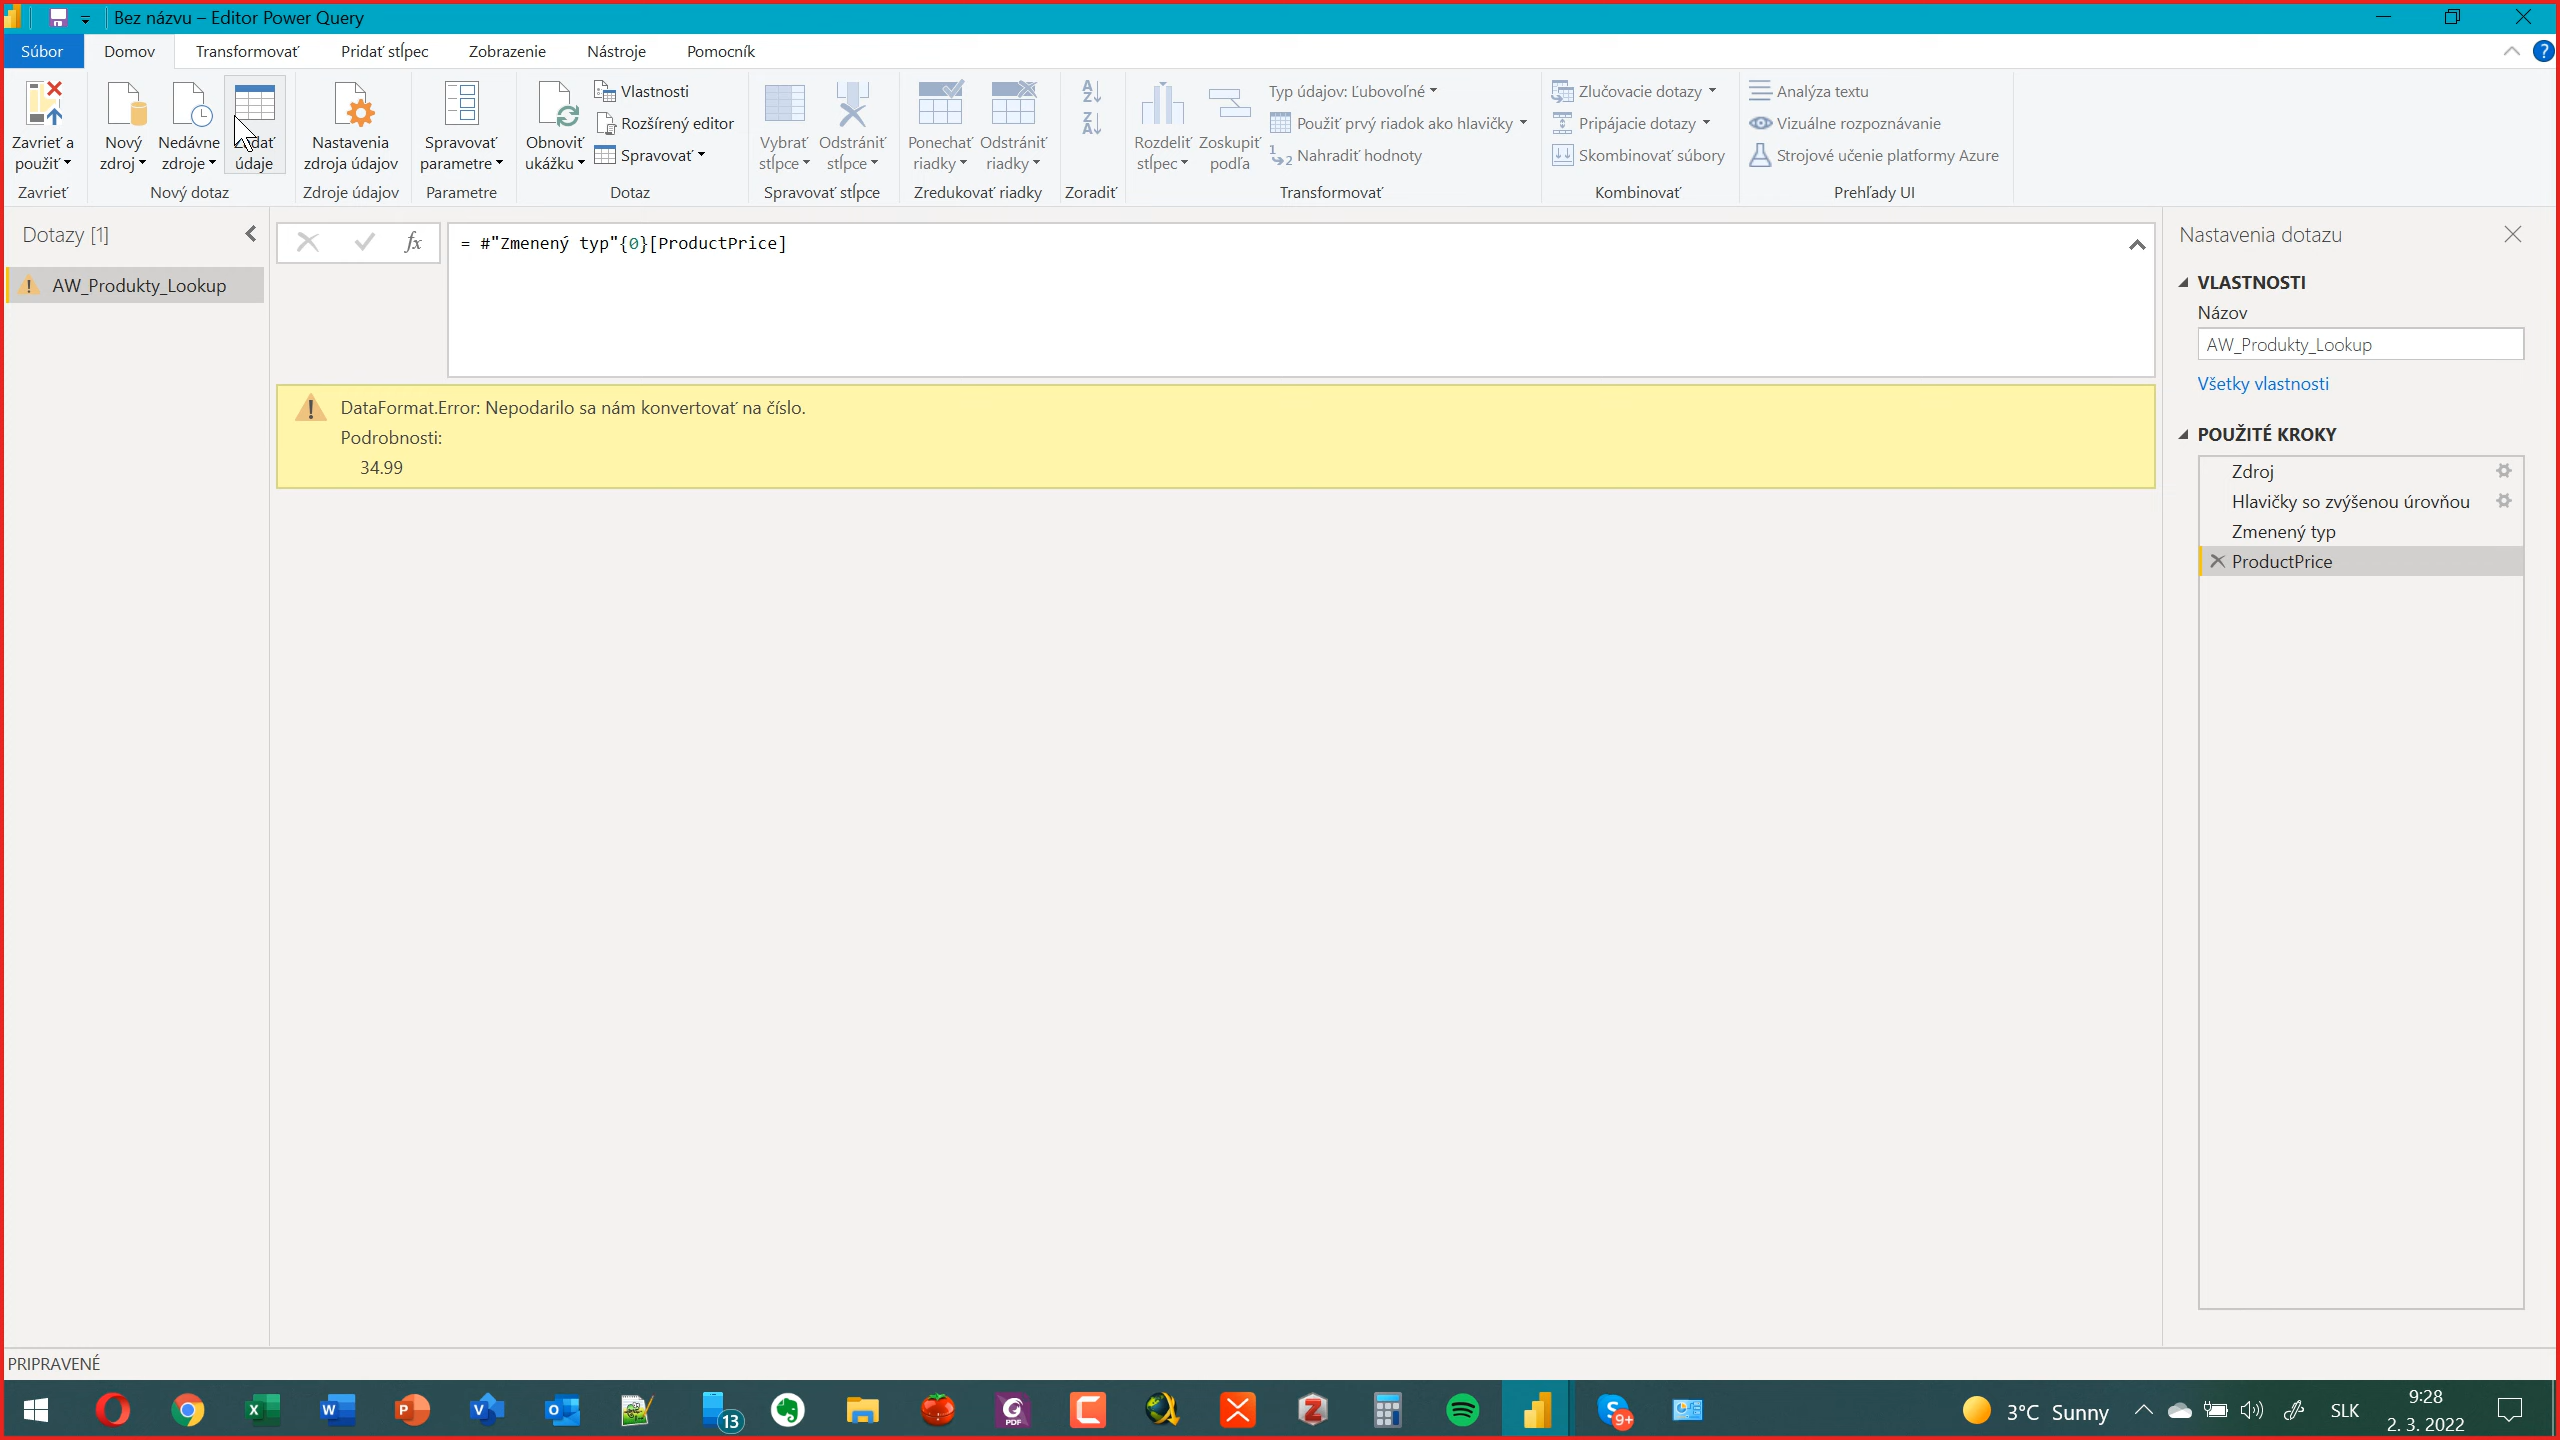 Bez názvu – Editor Power Query
Súbor
Domov
Transformovať
Pridať stĺpec
Zobrazenie
Nástroje
Pomocník
?
Zavrieť a
použiť
Zavrieť
Nový
zdroj
Nedávne
zdroje
údaje
Nový dotaz
Nastavenia
zdroja údajov
Zdroje údajov
Spravovať
parametre
Parametre
Obnoviť
ukážku
Vlastnosti
Rozšírený editor
Spravovať
Dotaz
Vybrať
stĺpce
Odstrániť
stĺpce
Spravovať stĺpce
Ponechať
riadky
Odstrániť
riadky
Zredukovať riadky
Zoradiť
Rozdeliť
stĺpec
Zoskupiť
podľa
Typ údajov: Ľubovoľné
Použiť prvý riadok ako hlavičky
Nahradiť hodnoty
Transformovať
Zlučovacie dotazy
Pripájacie dotazy
Skombinovať súbory
Kombinovať
Analýza textu
Vizuálne rozpoznávanie
Strojové učenie platformy Azure
Prehľady UI
Dotazy [1]
AW_Produkty_Lookup
fx
= #"Zmenený typ"{0}[ProductPrice]
DataFormat.Error: Nepodarilo sa nám konvertovať na číslo.
Podrobnosti:
34.99
Nastavenia dotazu
VLASTNOSTI
Názov
AW_Produkty_Lookup
Všetky vlastnosti
POUŽITÉ KROKY
Zdroj
Hlavičky so zvýšenou úrovňou
Zmenený typ
ProductPrice
PRIPRAVENÉ
13
PDF
9+
3°C Sunny
SLK
9:28
2. 3. 2022